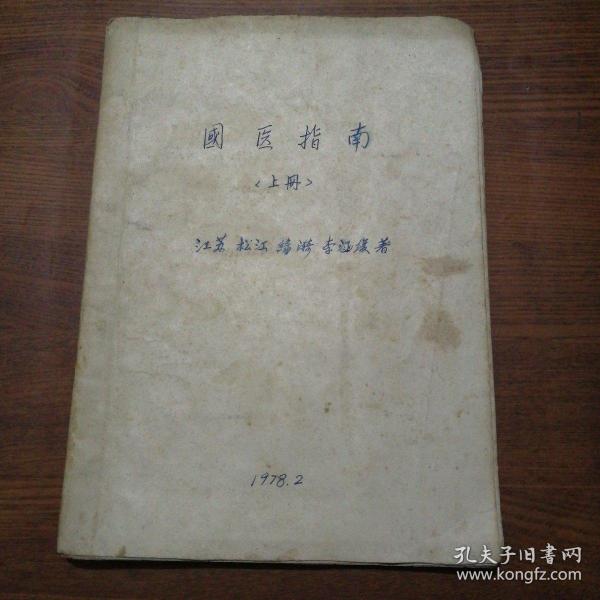 國医指南
<上册>
江苏松江 李 著
1978.2
孔夫子旧书网
www.kongfz.com